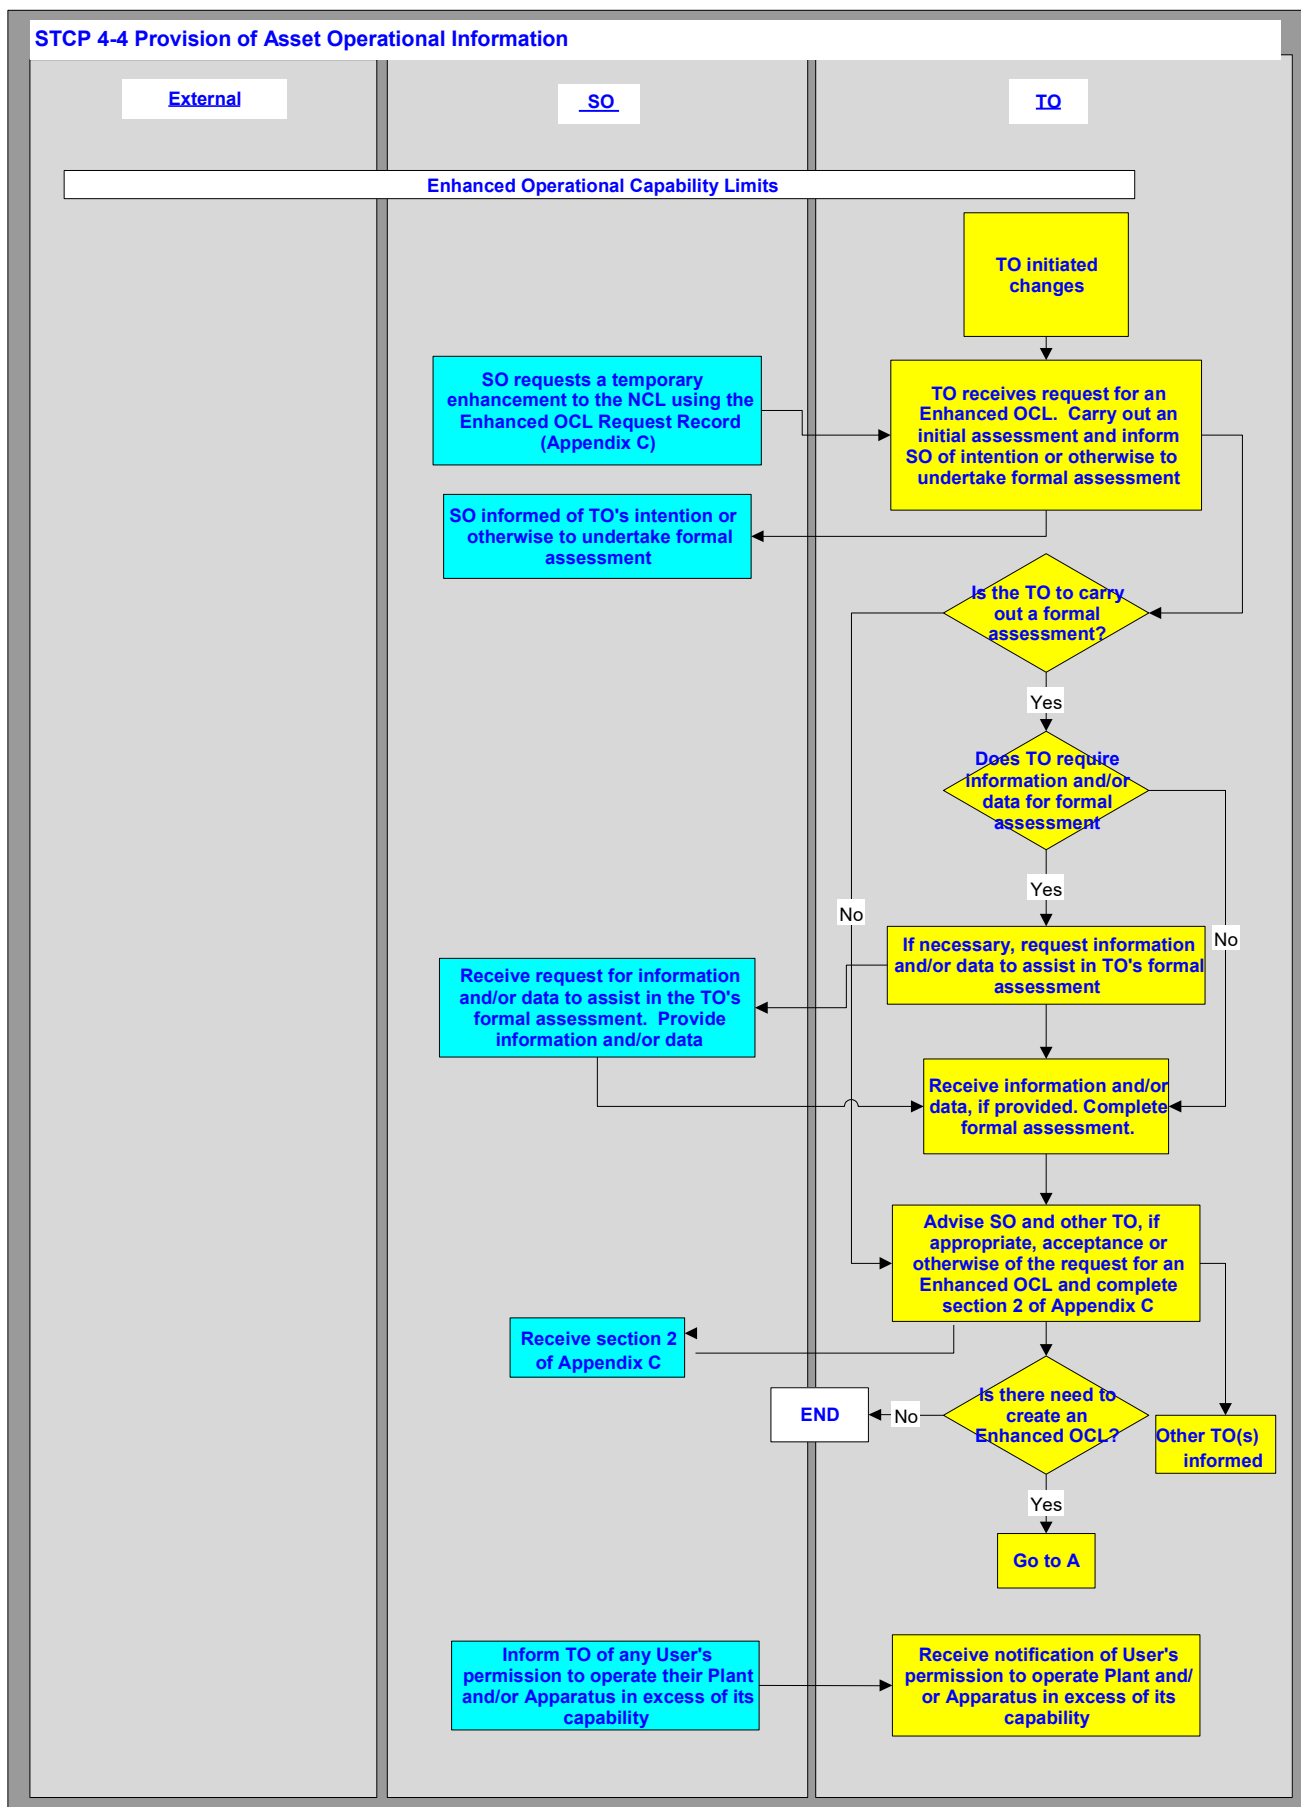 STCP 4-4 Provision of Asset Operational Information
External
SO
TO
Enhanced Operational Capability Limits
TO initiated
changes
SO requests a temporary
enhancement to the NCL using the
Enhanced OCL Request Record
(Appendix C)
TO receives request for an
Enhanced OCL.  Carry out an
initial assessment and inform
SO of intention or otherwise to
undertake formal assessment
SO informed of TO's intention or
otherwise to undertake formal
assessment
Is the TO to carry
out a formal
assessment?
Yes
Does TO require
information and/or
data for formal
assessment
Yes
No
No
If necessary, request information
and/or data to assist in TO's formal
assessment
Receive request for information
and/or data to assist in the TO's
formal assessment.  Provide
information and/or data
Receive information and/or
data, if provided. Complete
formal assessment.
Advise SO and other TO, if
appropriate, acceptance or
otherwise of the request for an
Enhanced OCL and complete
section 2 of Appendix C
Receive section 2
of Appendix C
Is there need to
create an
Enhanced OCL?
END
No
Other TO(s)
informed
Yes
Go to A
Inform TO of any User's
permission to operate their Plant
and/or Apparatus in excess of its
capability
Receive notification of User's
permission to operate Plant and/
or Apparatus in excess of its
capability